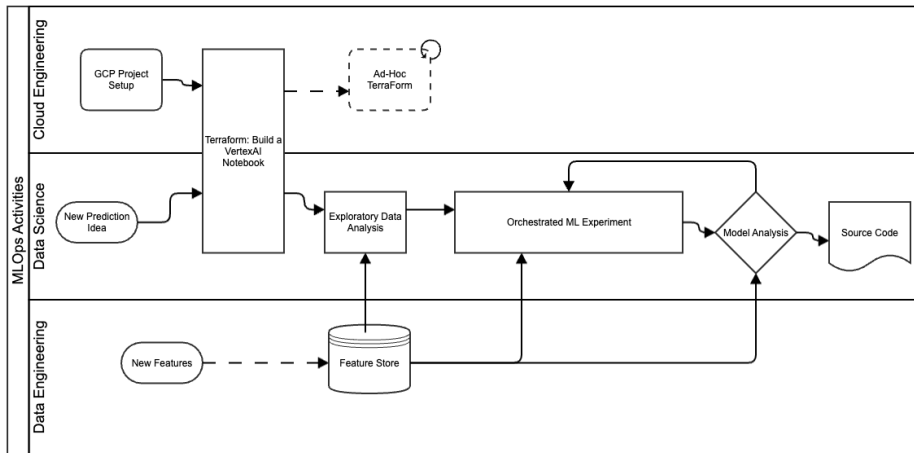 MLOps Activities
Cloud Engineering
GCP Project
Setup
Ad-Hoc
TerraForm
Terraform: Build a
VertexAI
Notebook
Data Science
New Prediction
Idea
Exploratory Data
Analysis
Orchestrated ML Experiment
Model Analysis
Source Code
Data Engineering
New Features
Feature Store